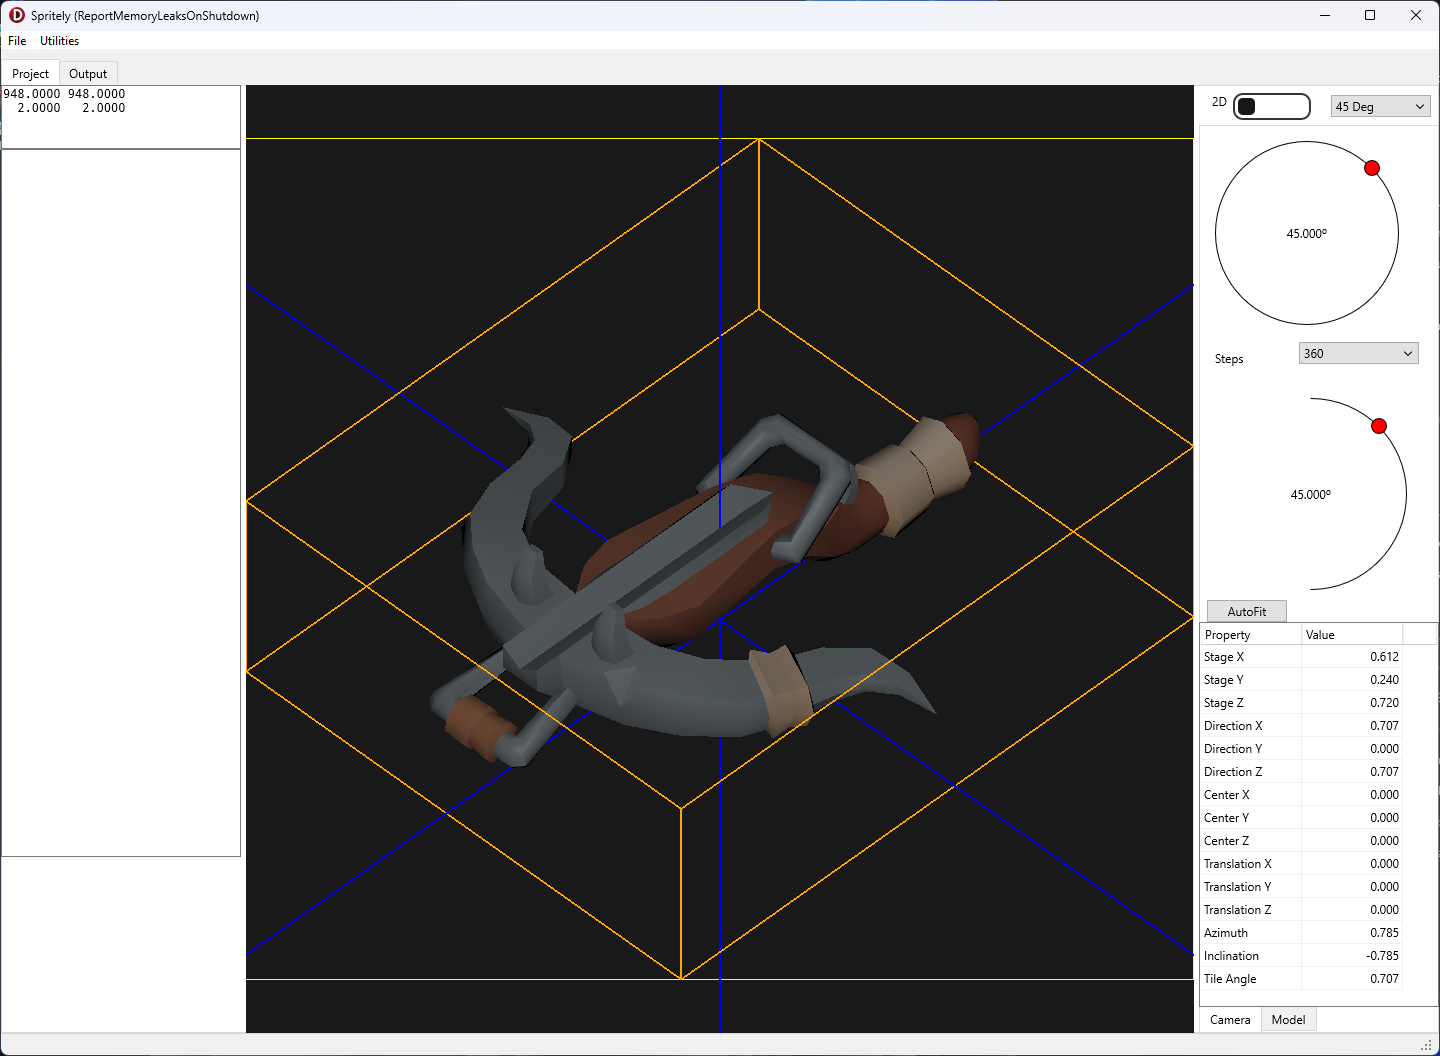 Spritely (ReportMemoryLeaksOnShutdown)
File Utilities
Project Output
948.0000 948.0000
2.0000 2.0000
2D 45 Deg
45.000º
Steps 360
45.000º
AutoFit
Property Value
Stage X 0.612
Stage Y 0.240
Stage Z 0.720
Direction X 0.707
Direction Y 0.000
Direction Z 0.707
Center X 0.000
Center Y 0.000
Center Z 0.000
Translation X 0.000
Translation Y 0.000
Translation Z 0.000
Azimuth 0.785
Inclination -0.785
Tile Angle 0.707
Camera Model